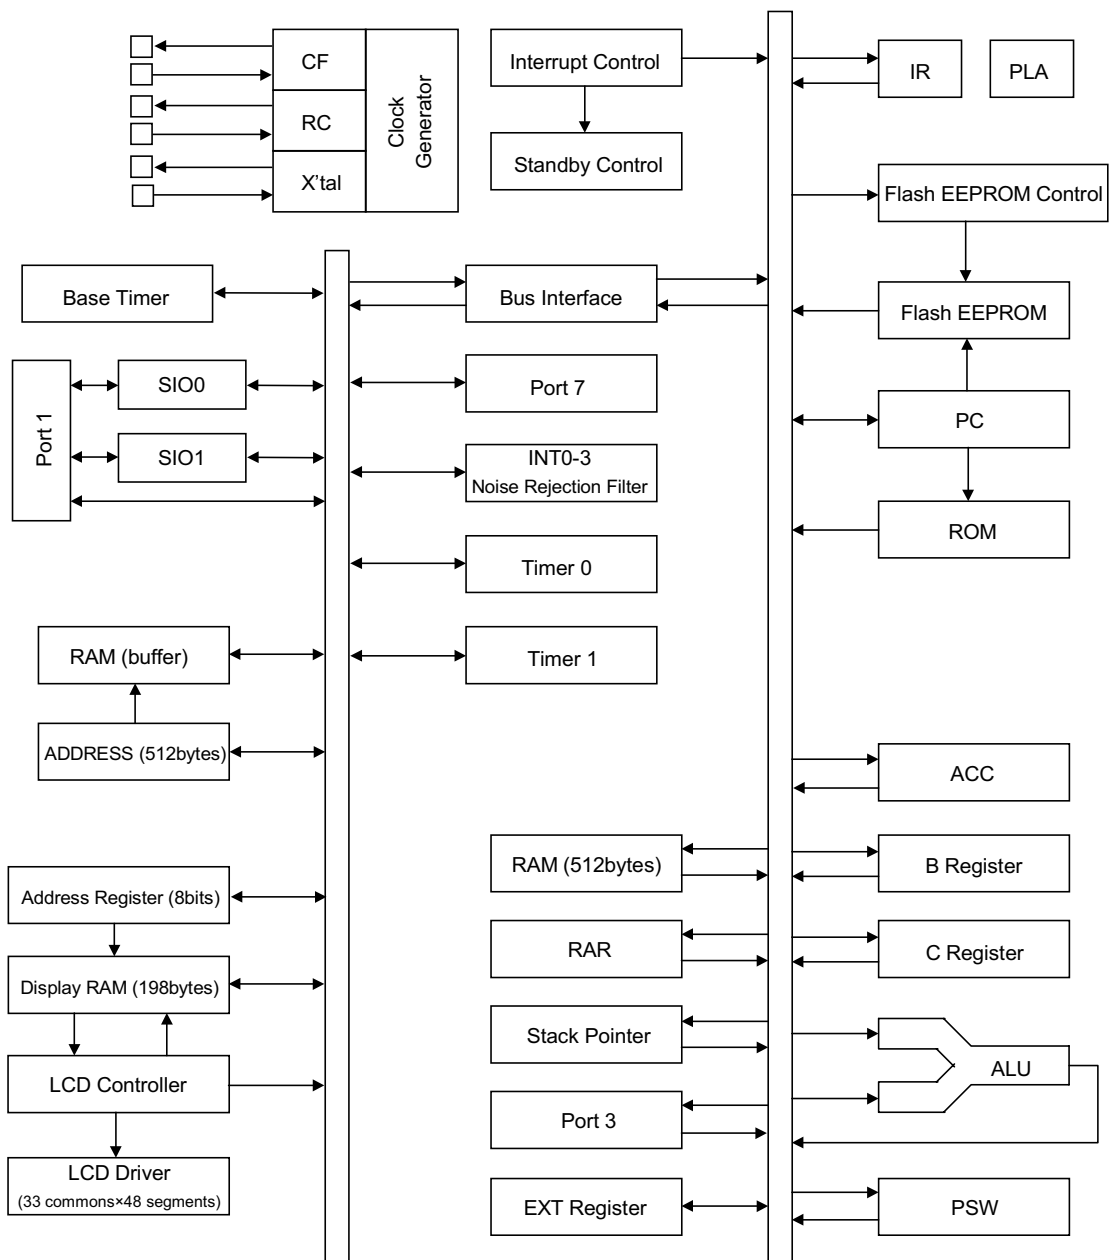 CF
RC
X'tal
Clock
Generator
Interrupt Control
Standby Control
IR
PLA
Flash EEPROM Control
Flash EEPROM
PC
ROM
Base Timer
Bus Interface
Port 1
SIO0
SIO1
Port 7
INT0-3
Noise Rejection Filter
Timer 0
Timer 1
RAM (buffer)
ADDRESS (512bytes)
Address Register (8bits)
Display RAM (198bytes)
LCD Controller
LCD Driver
(33 commons×48 segments)
RAM (512bytes)
RAR
Stack Pointer
Port 3
EXT Register
ACC
B Register
C Register
ALU
PSW